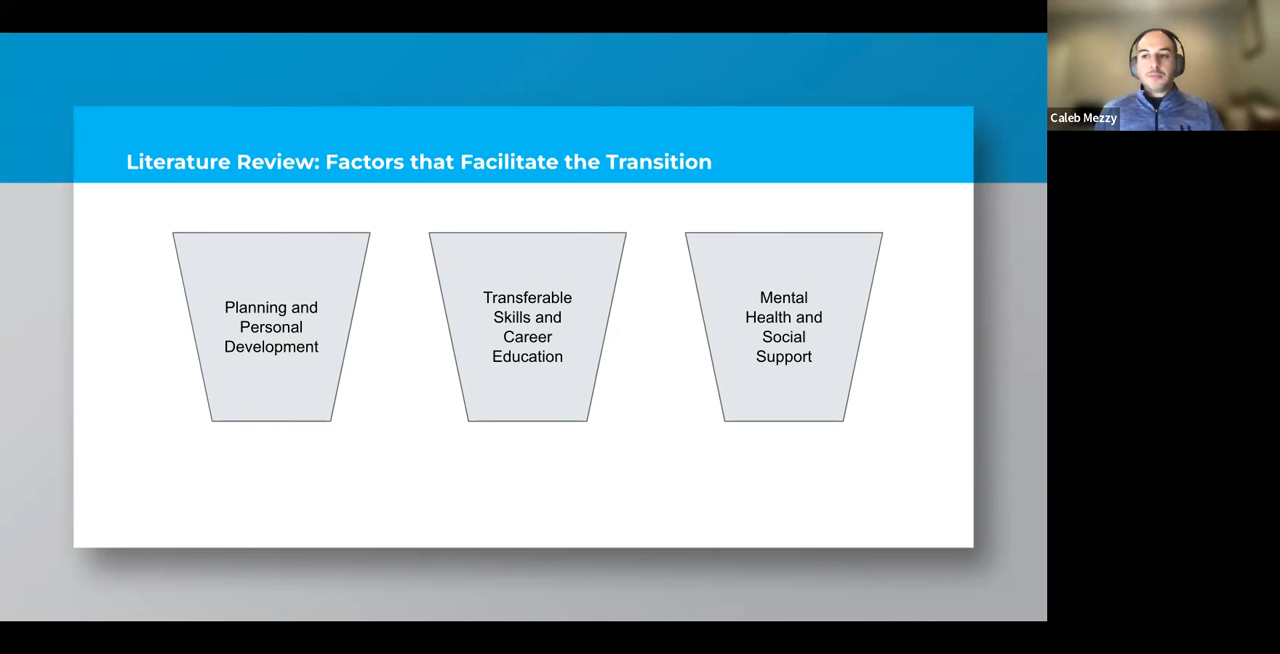 Literature Review: Factors that Facilitate the Transition
Planning and
Personal
Development
Transferable
Skills and
Career
Education
Mental
Health and
Social
Support
Caleb Mezzy